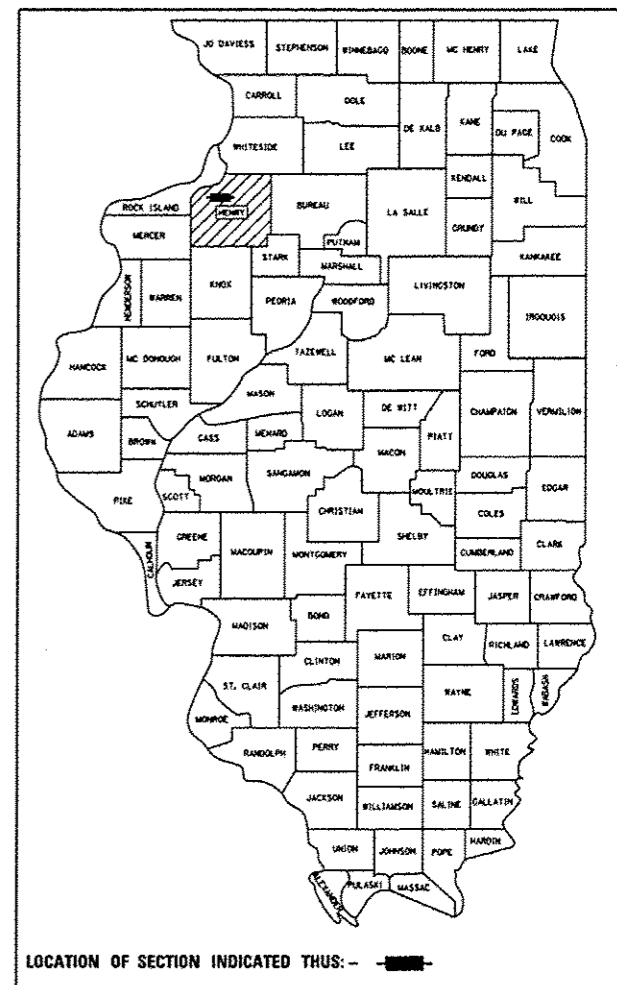 JO DAVIESS
STEPHENSON
WINNEBAGO
BOONE
MC HENRY
LAKE
CARROLL
OGLE
DE KALB
KANE
DU PAGE
COOK
WHITESIDE
LEE
KENDALL
WILL
ROCK ISLAND
HENRY
BUREAU
LA SALLE
GRUNDY
MERCER
PUTNAM
KANKAKEE
STARK
MARSHALL
HENDERSON
WARREN
KNOX
PEORIA
WOODFORD
LIVINGSTON
IROQUOIS
HANCOCK
MC DONOUGH
FULTON
TAZEWELL
MC LEAN
FORD
SCHUYLER
MASON
LOGAN
DE WITT
CHAMPAIGN
VERMILION
ADAMS
BROWN
CASS
MENARD
MACON
PIATT
PIKE
SCOTT
MORGAN
SANGAMON
CHRISTIAN
MOULTRIE
DOUGLAS
EDGAR
COLES
CALHOUN
GREENE
MACOUPIN
MONTGOMERY
SHELBY
CUMBERLAND
CLARK
JERSEY
FAYETTE
EFFINGHAM
JASPER
CRAWFORD
MADISON
BOND
CLAY
RICHLAND
LAWRENCE
CLINTON
MARION
ST. CLAIR
WAYNE
EDWARDS
WABASH
MONROE
WASHINGTON
JEFFERSON
RANDOLPH
PERRY
HAMILTON
WHITE
FRANKLIN
JACKSON
WILLIAMSON
SALINE
GALLATIN
UNION
JOHNSON
POPE
HARDIN
ALEXANDER
PULASKI
MASSAC
LOCATION OF SECTION INDICATED THUS: -